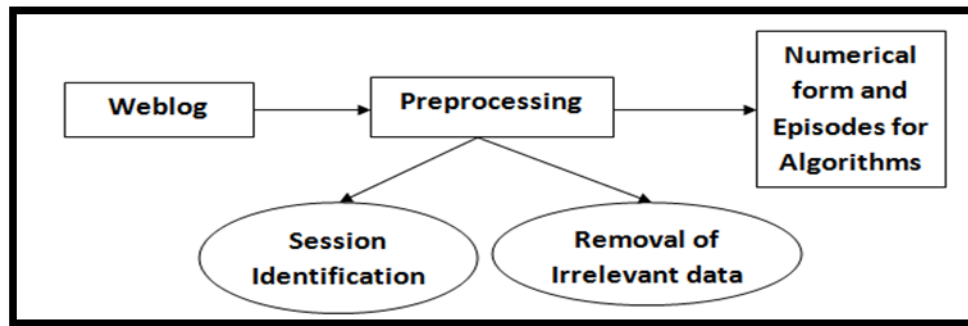 Weblog
Preprocessing
Numerical
form and
Episodes for
Algorithms
Session
Identification
Removal of
Irrelevant data